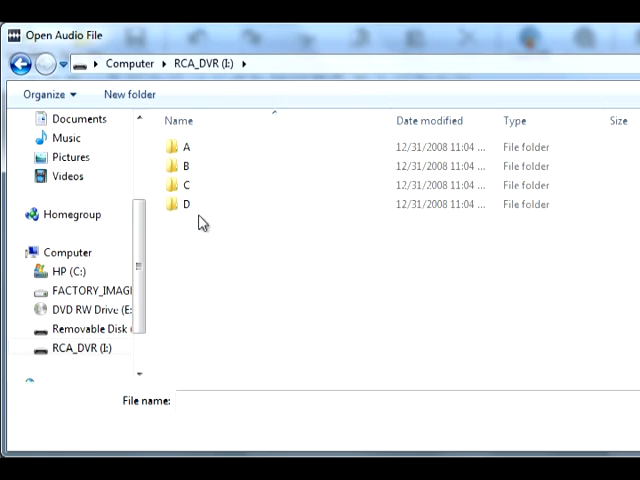 Open Audio File
Computer RCA_DVR (I:)
Organize New folder
Documents
Music
Pictures
Videos
Homegroup
Computer
HP (C:)
FACTORY_IMAG
DVD RW Drive (E:
Removable Disk (
RCA_DVR (I:)
Name Date modified Type Size
A 12/31/2008 11:04 ... File folder
B 12/31/2008 11:04 ... File folder
C 12/31/2008 11:04 ... File folder
D 12/31/2008 11:04 ... File folder
File name: